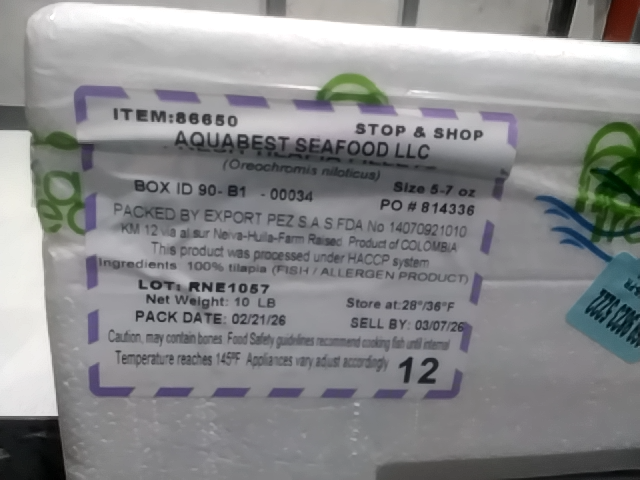 ITEM:86650
STOP & SHOP
AQUABEST SEAFOOD LLC
(Oreochromis niloticus)
BOX ID 90- B1 - 00034
Size 5-7 oz
PO # 814336
PACKED BY EXPORT PEZ S.A.S FDA No 14070921010
KM 12 via al sur Neiva-Huila-Farm Raised. Product of COLOMBIA
This product was processed under HACCP system
Ingredients: 100% tilapia (FISH / ALLERGEN PRODUCT)
LOT: RNE1057
Net Weight: 10 LB
Store at:28°/36°F
PACK DATE: 02/21/26
SELL BY: 03/07/26
Caution, may contain bones. Food Safety guidelines recommend cooking fish until internal
Temperature reaches 145ºF Appliances vary adjust accordingly
12